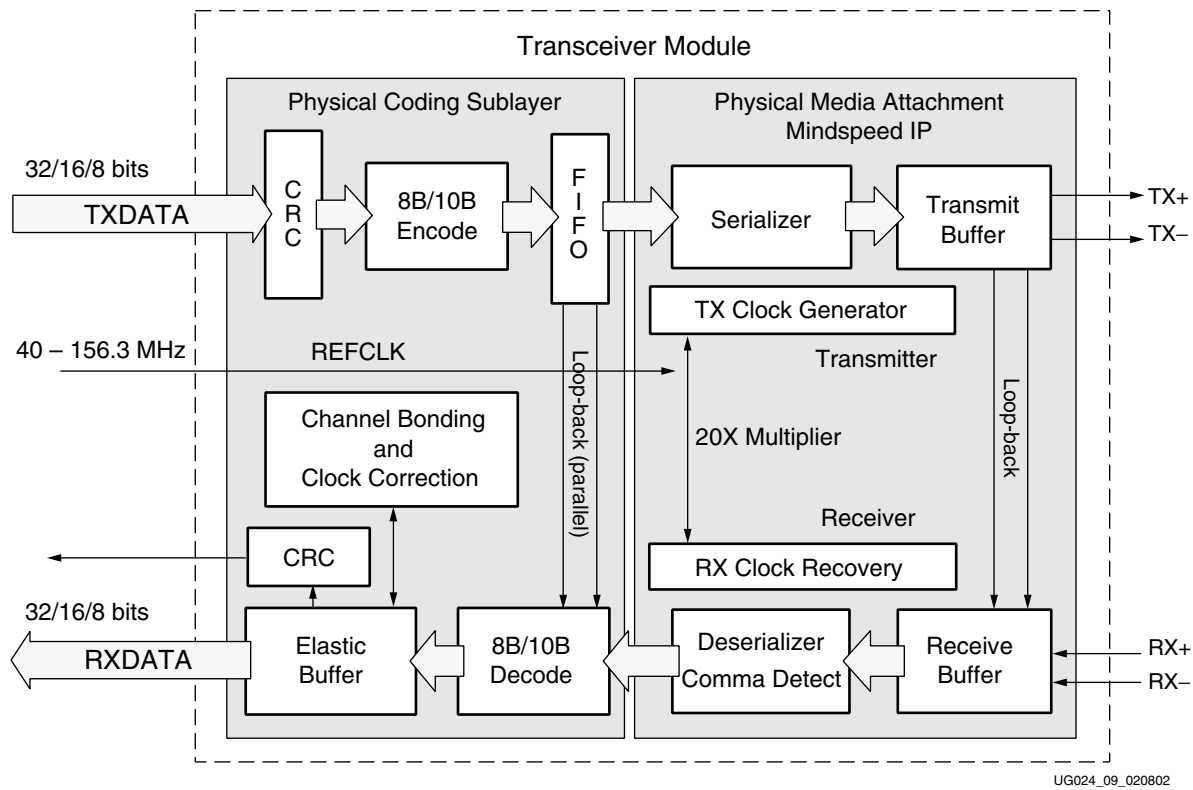 Transceiver Module
Physical Coding Sublayer
Physical Media Attachment
Mindspeed IP
32/16/8 bits
TXDATA
CRC
8B/10B
Encode
FIFO
Serializer
Transmit
Buffer
TX+
TX–
TX Clock Generator
40 – 156.3 MHz
REFCLK
Transmitter
Loop-back (parallel)
Loop-back
Channel Bonding
and
Clock Correction
20X Multiplier
Receiver
CRC
RX Clock Recovery
32/16/8 bits
RXDATA
Elastic
Buffer
8B/10B
Decode
Deserializer
Comma Detect
Receive
Buffer
RX+
RX–
UG024_09_020802